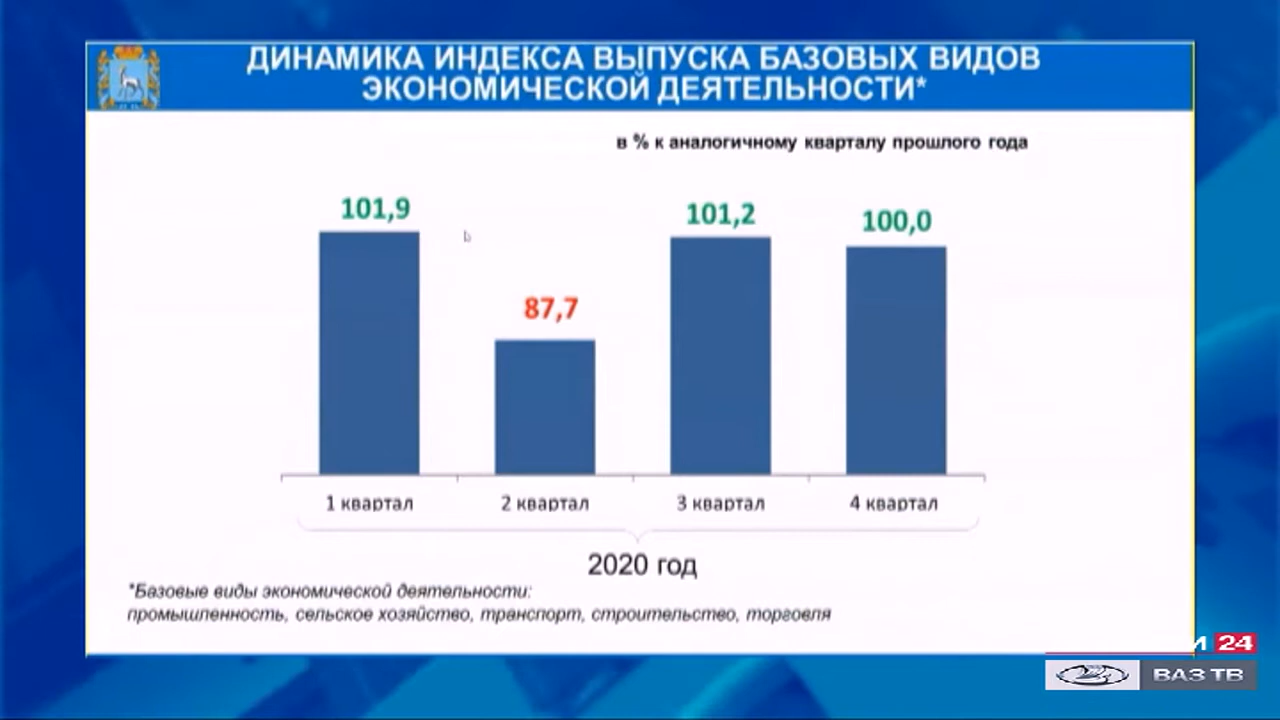 ДИНАМИКА ИНДЕКСА ВЫПУСКА БАЗОВЫХ ВИДОВ
ЭКОНОМИЧЕСКОЙ ДЕЯТЕЛЬНОСТИ*
в % к аналогичному кварталу прошлого года
101,9
87,7
101,2
100,0
1 квартал
2 квартал
3 квартал
4 квартал
2020 год
*Базовые виды экономической деятельности:
промышленность, сельское хозяйство, транспорт, строительство, торговля
24
ВАЗ ТВ